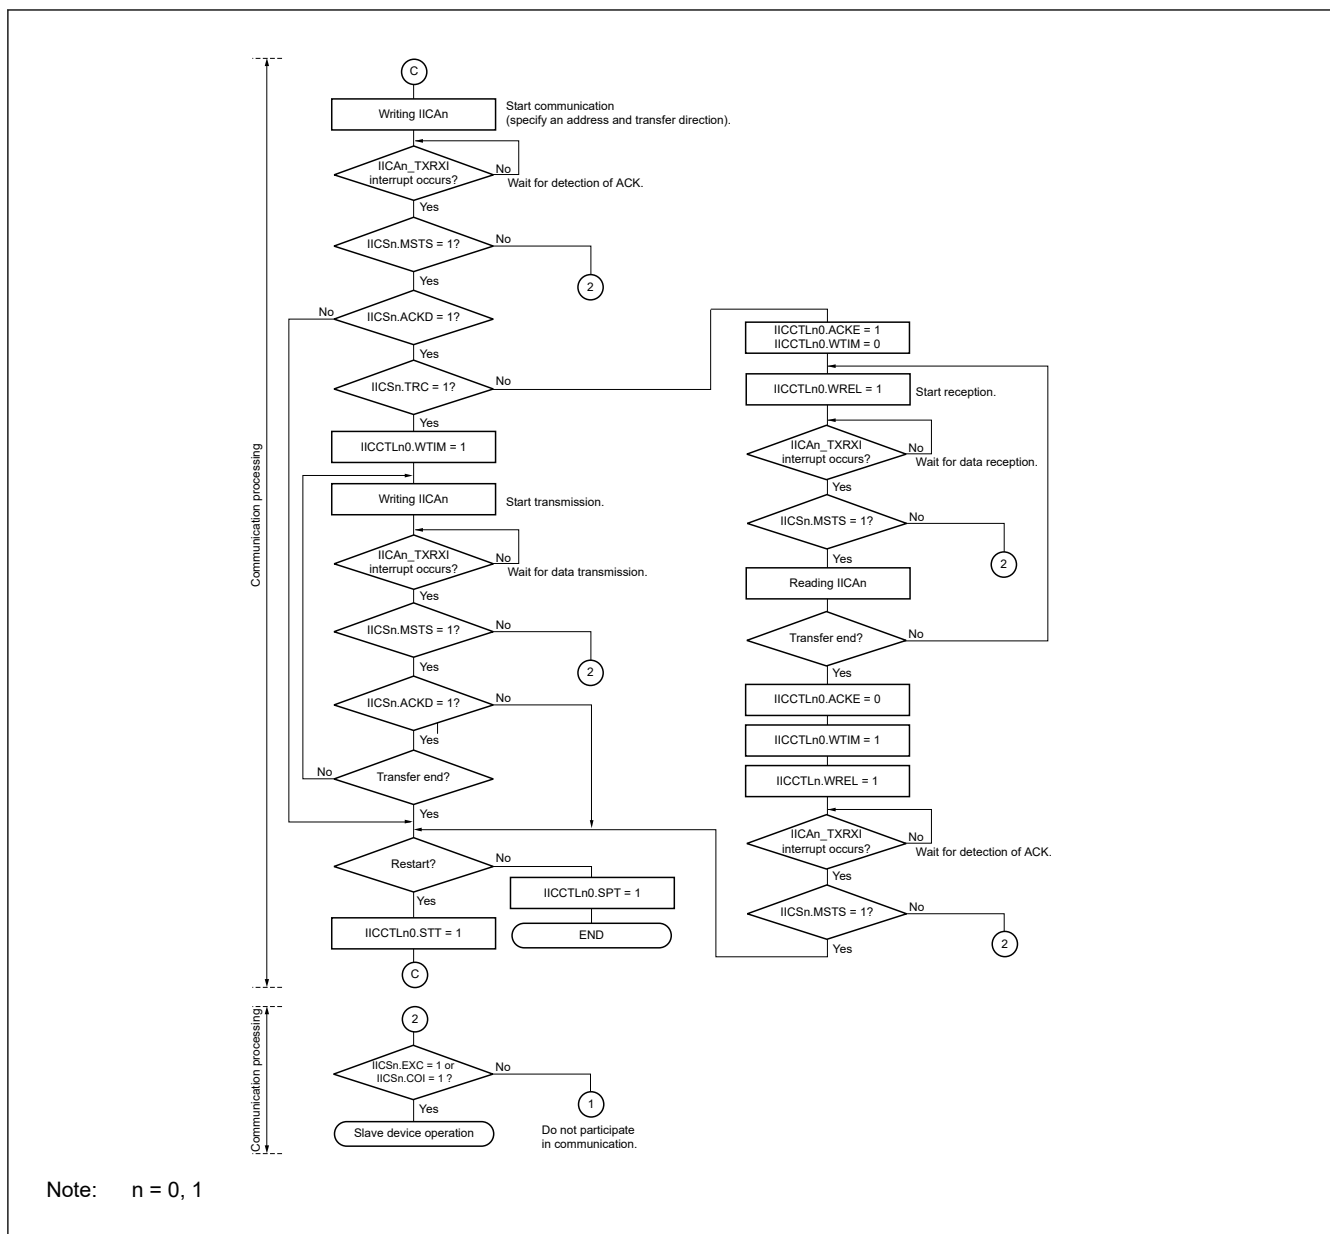 C
Writing IICAn
Start communication
(specify an address and transfer direction).
IICAn_TXRXI
interrupt occurs?
No
Wait for detection of ACK.
Yes
IICSn.MSTS = 1?
No
2
Yes
IICSn.ACKD = 1?
No
Yes
IICSn.TRC = 1?
No
Yes
IICCTLn0.WTIM = 1
Writing IICAn
Start transmission.
IICAn_TXRXI
interrupt occurs?
No
Wait for data transmission.
Yes
IICSn.MSTS = 1?
No
2
Yes
IICSn.ACKD = 1?
No
Yes
Transfer end?
No
Yes
Restart?
No
IICCTLn0.SPT = 1
END
Yes
IICCTLn0.STT = 1
C
IICCTLn0.ACKE = 1
IICCTLn0.WTIM = 0
IICCTLn0.WREL = 1
Start reception.
IICAn_TXRXI
interrupt occurs?
No
Wait for data reception.
Yes
IICSn.MSTS = 1?
No
2
Yes
Reading IICAn
Transfer end?
No
Yes
IICCTLn0.ACKE = 0
IICCTLn0.WTIM = 1
IICCTLn.WREL = 1
IICAn_TXRXI
interrupt occurs?
No
Wait for detection of ACK.
Yes
IICSn.MSTS = 1?
No
2
Yes
Communication processing
2
IICSn.EXC = 1 or
IICSn.COI = 1 ?
No
1
Do not participate
in communication.
Yes
Slave device operation
Communication processing
Note: n = 0, 1